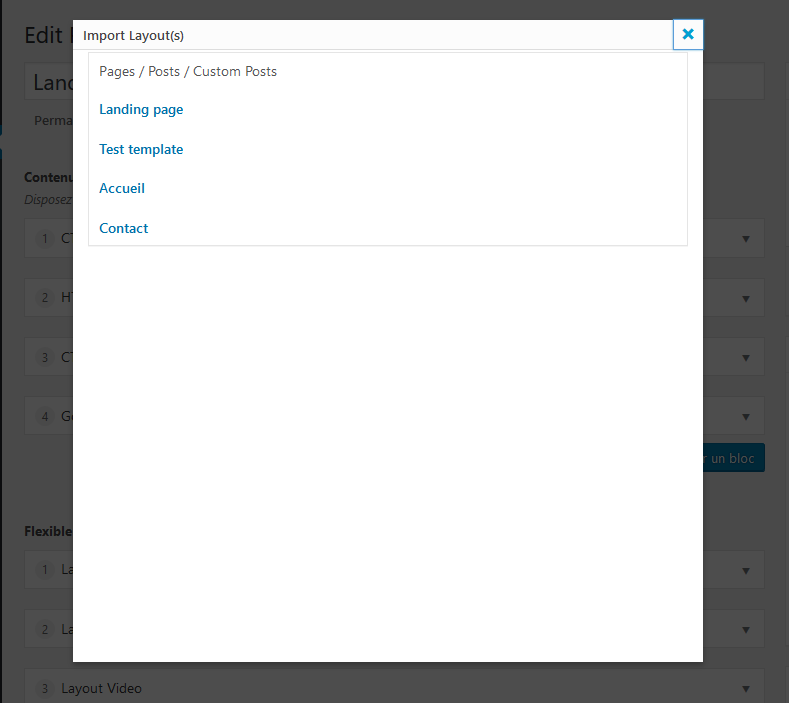 Edit
Import Layout(s)
Pages / Posts / Custom Posts
Landing page
Perma
Test template
Contenu
Accueil
Disposez
Contact
1
2
3
4
un bloc
Flexible
1 La
2 La
3 Layout Video